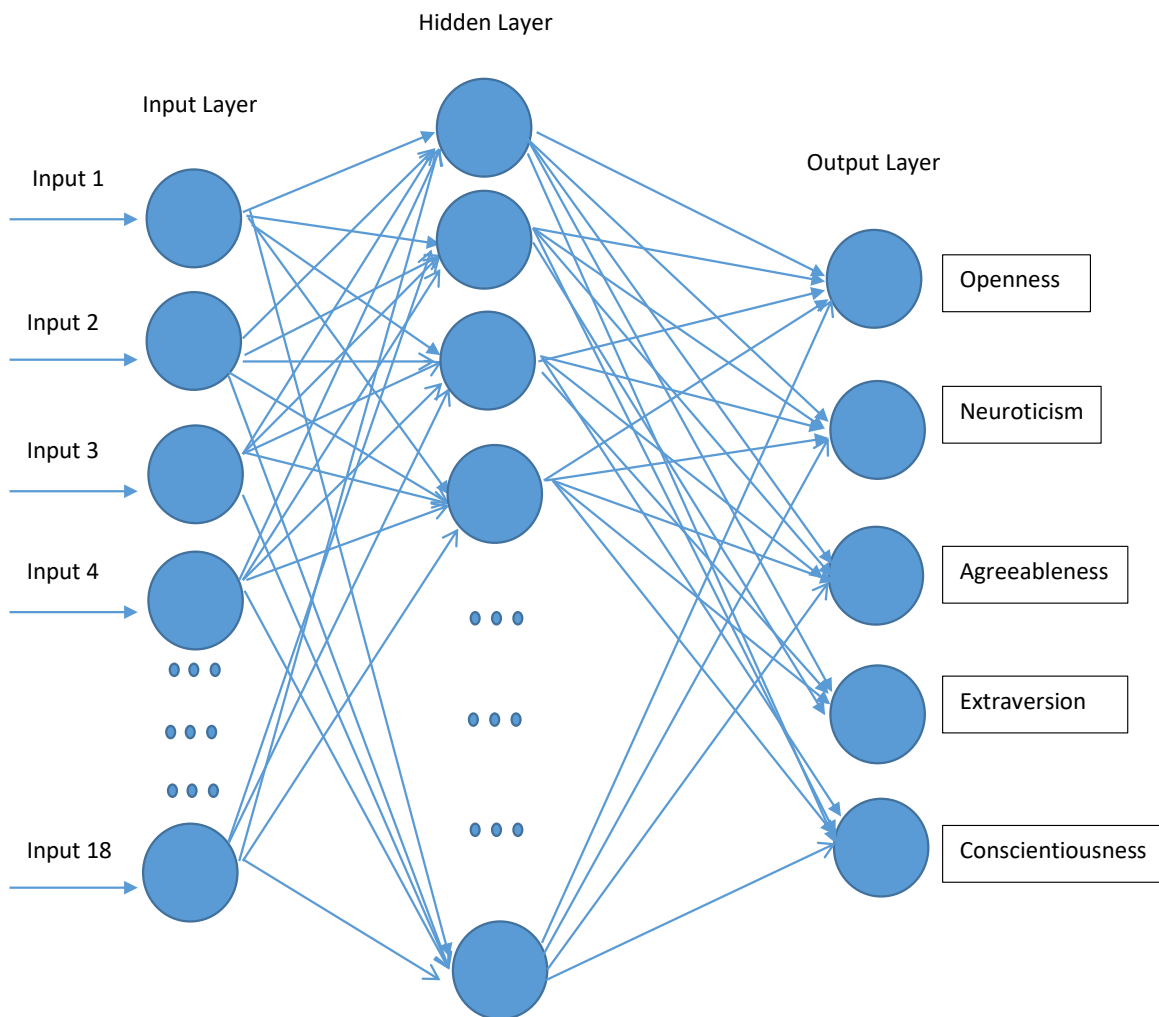 Hidden Layer
Input Layer
Output Layer
Input 1
Input 2
Input 3
Input 4
Input 18
Openness
Neuroticism
Agreeableness
Extraversion
Conscientiousness